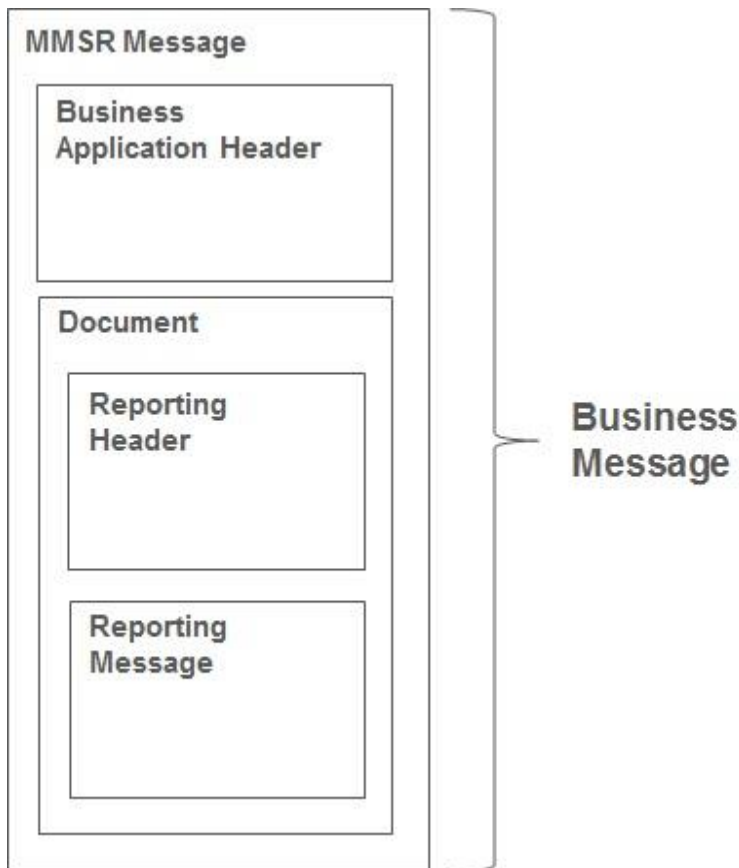 MMSR Message
Business
Application Header
Document
Reporting
Header
Reporting
Message
Business
Message